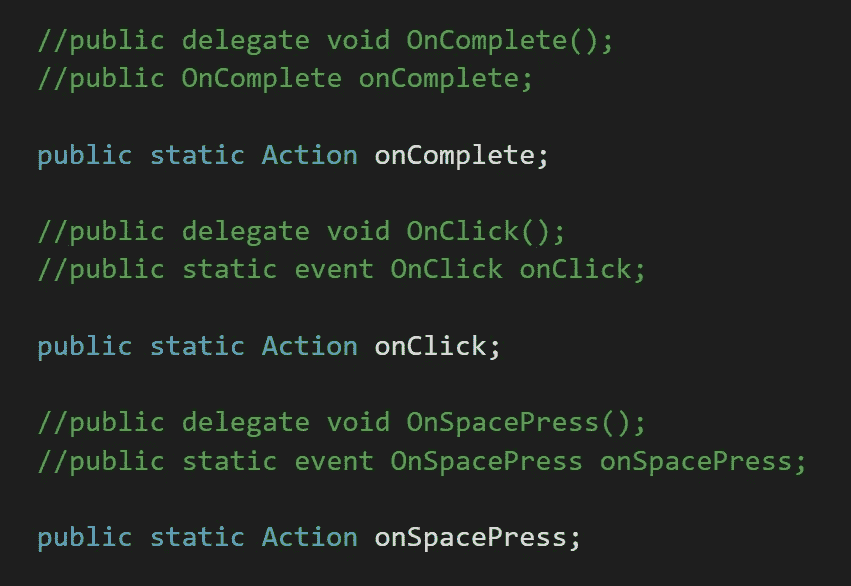 //public delegate void OnComplete();
//public OnComplete onComplete;
public static Action onComplete;
//public delegate void OnClick();
//public static event OnClick onClick;
public static Action onClick;
//public delegate void OnSpacePress();
//public static event OnSpacePress onSpacePress;
public static Action onSpacePress;